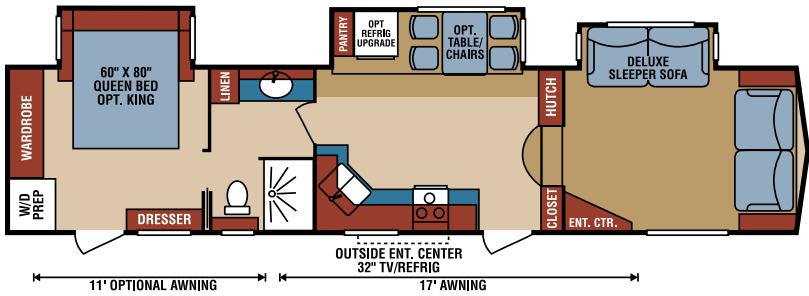 60" X 80"
QUEEN BED
OPT. KING
WARDROBE
W/D
PREP
DRESSER
LINEN
PANTRY
OPT
REFRIG
UPGRADE
OPT.
TABLE/
CHAIRS
HUTCH
CLOSET
DELUXE
SLEEPER SOFA
ENT. CTR.
OUTSIDE ENT. CENTER
32" TV/REFRIG
11' OPTIONAL AWNING
17' AWNING